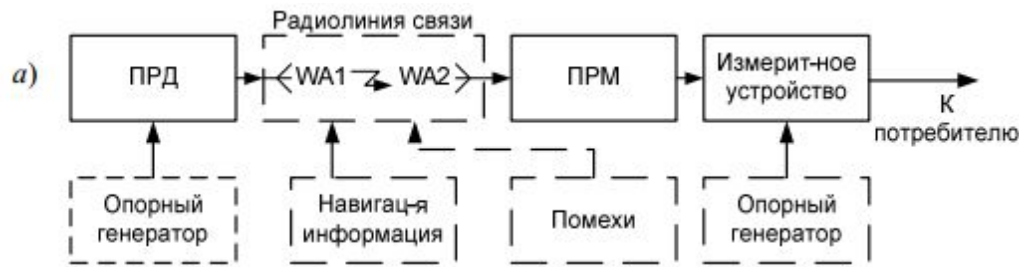 Радиолиния связи
а)
ПРД
WA1
WA2
ПРМ
Измерит-ное
устройство
К
потребителю
Опорный
генератор
Навигац-я
информация
Помехи
Опорный
генератор